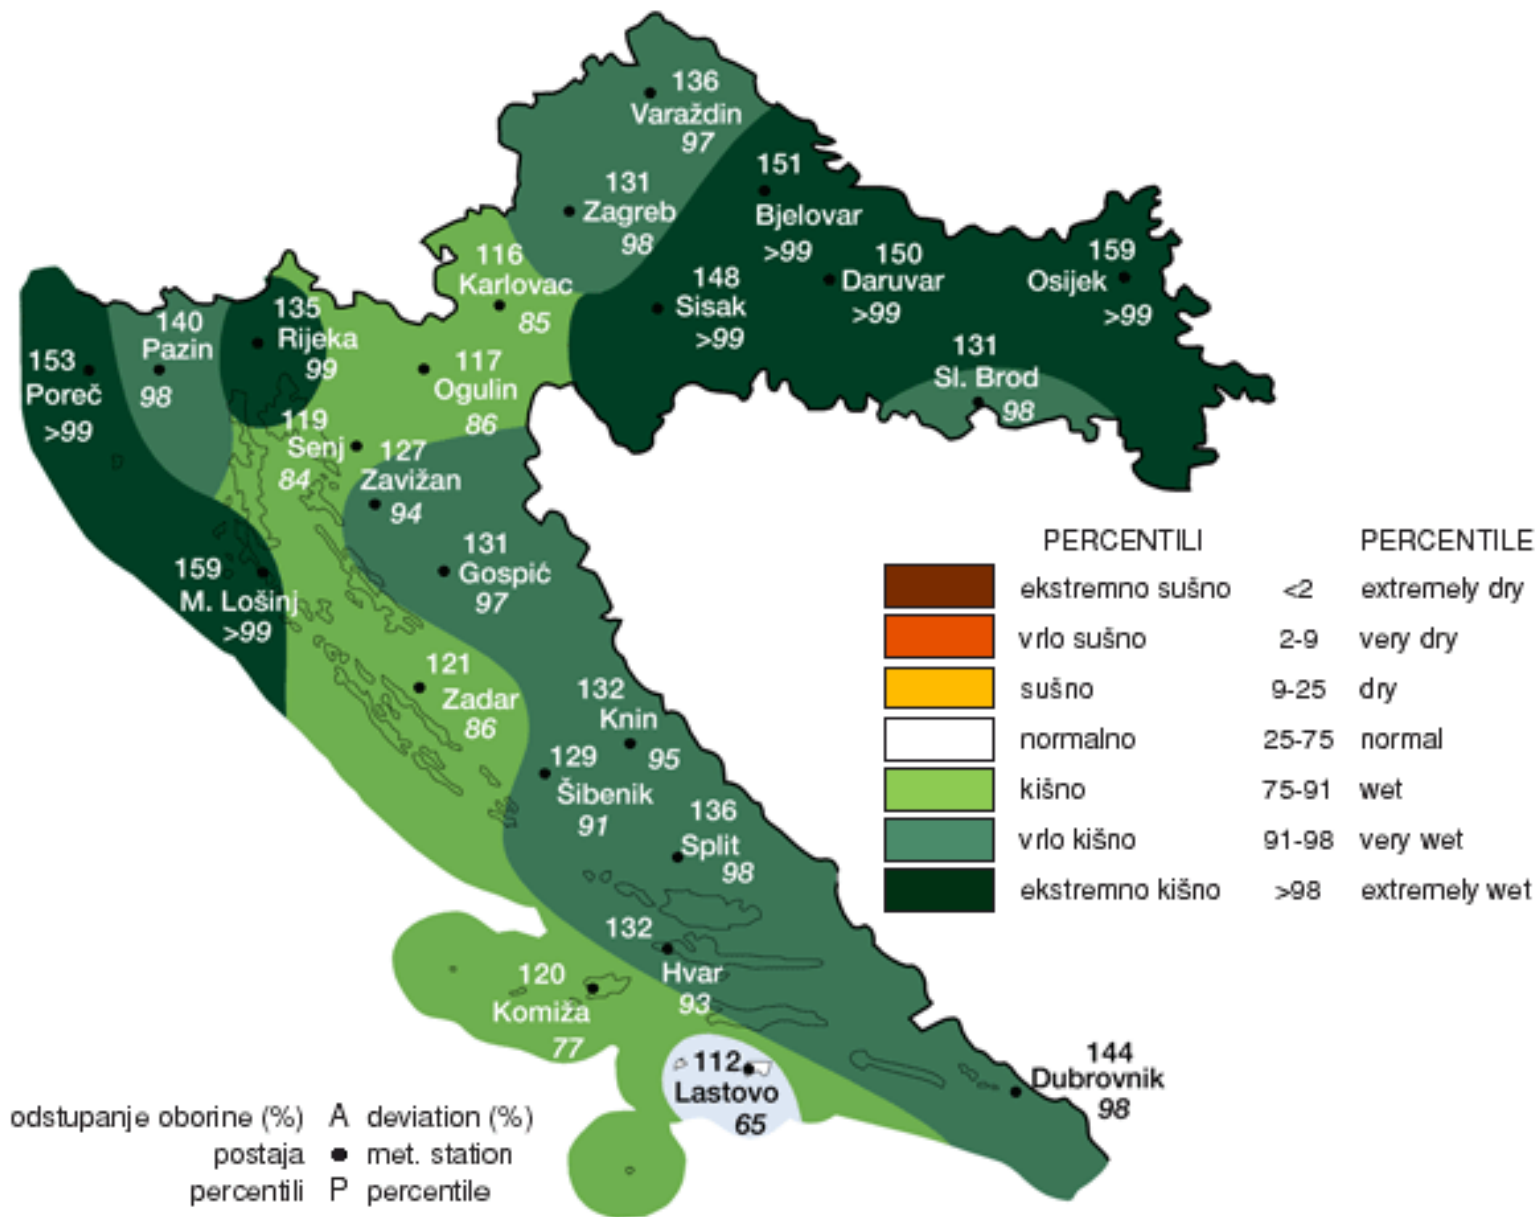 136
Varaždin
97
131
Zagreb
98
151
Bjelovar
>99
150
Daruvar
>99
159
Osijek
>99
116
Karlovac
85
148
Sisak
>99
131
Sl. Brod
98
135
Rijeka
99
140
Pazin
98
153
Poreč
>99
117
Ogulin
86
119
Senj
84
127
Zavižan
94
131
Gospić
97
159
M. Lošinj
>99
121
Zadar
86
132
Knin
95
129
Šibenik
91
136
Split
98
132
Hvar
93
120
Komiža
77
112
Lastovo
65
144
Dubrovnik
98
PERCENTILI PERCENTILE
ekstremno sušno <2 extremely dry
vrlo sušno 2-9 very dry
sušno 9-25 dry
normalno 25-75 normal
kišno 75-91 wet
vrlo kišno 91-98 very wet
ekstremno kišno >98 extremely wet
odstupanje oborine (%) A deviation (%)
postaja ● met. station
percentili P percentile